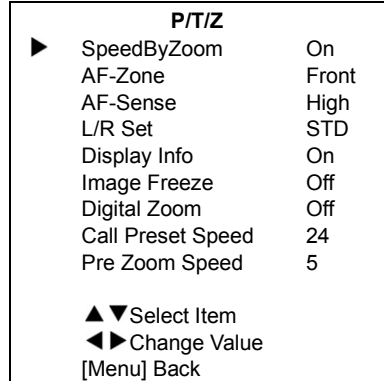 P/T/Z
▶ SpeedByZoom On
AF-Zone Front
AF-Sense High
L/R Set STD
Display Info On
Image Freeze Off
Digital Zoom Off
Call Preset Speed 24
Pre Zoom Speed 5
▲▼Select Item
◀▶Change Value
[Menu] Back